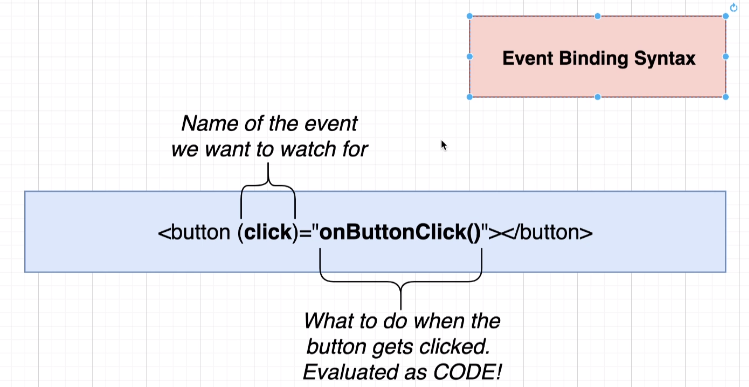 Event Binding Syntax
Name of the event
we want to watch for
<button (click)="onButtonClick()"></button>
What to do when the
button gets clicked.
Evaluated as CODE!